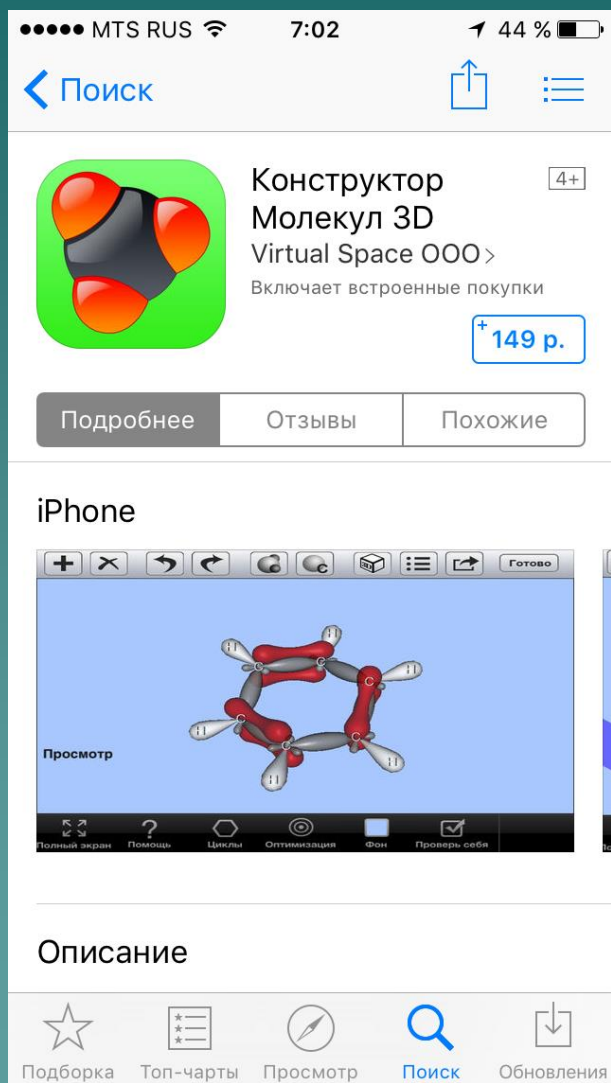 MTS RUS 7:02 44 %
Поиск
Конструктор 4+
Молекул 3D
Virtual Space OOO
Включает встроенные покупки
+ 149 р.
Подробнее Отзывы Похожие
iPhone
Готово
C
H H
C C H
C
H C C
H H
Просмотр
Полный экран Помощь Циклы Оптимизация Фон Проверь себя
Описание
Подборка Топ-чарты Просмотр Поиск Обновления